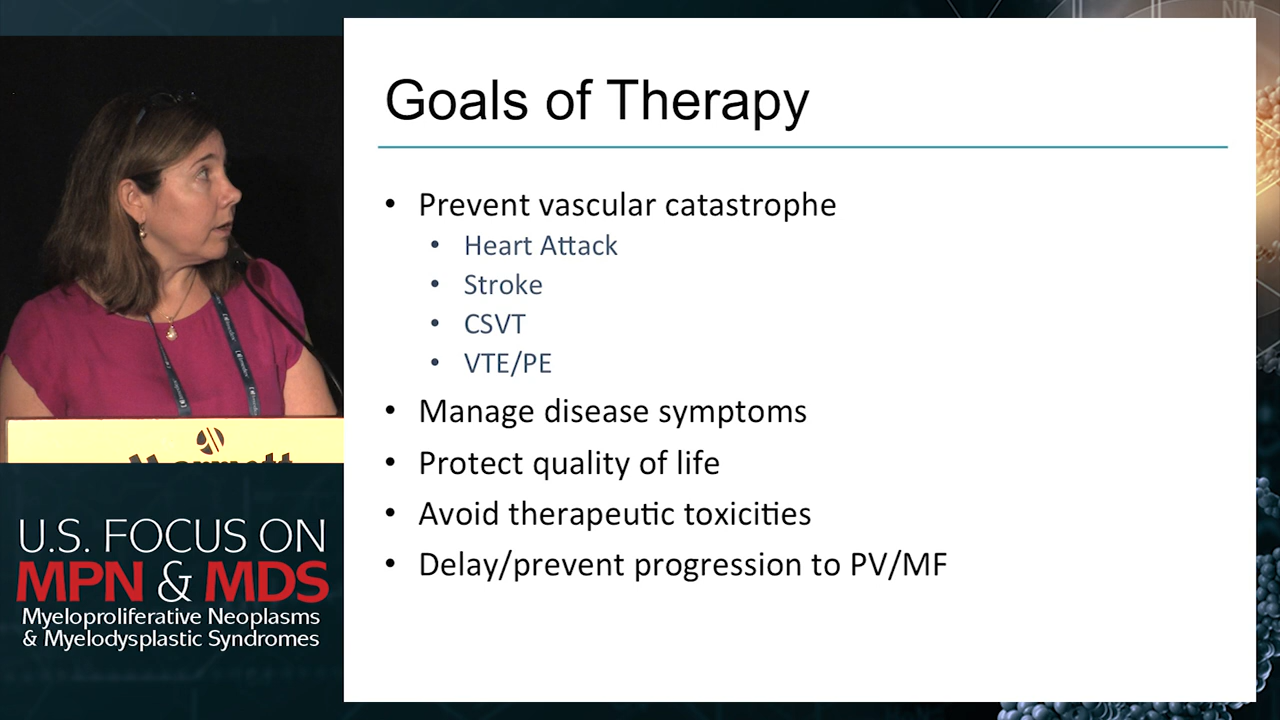 Goals of Therapy
• Prevent vascular catastrophe
• Heart Attack
• Stroke
• CSVT
• VTE/PE
• Manage disease symptoms
• Protect quality of life
• Avoid therapeutic toxicities
• Delay/prevent progression to PV/MF
U.S. FOCUS ON
MPN & MDS
Myeloproliferative Neoplasms
& Myelodysplastic Syndromes
NM